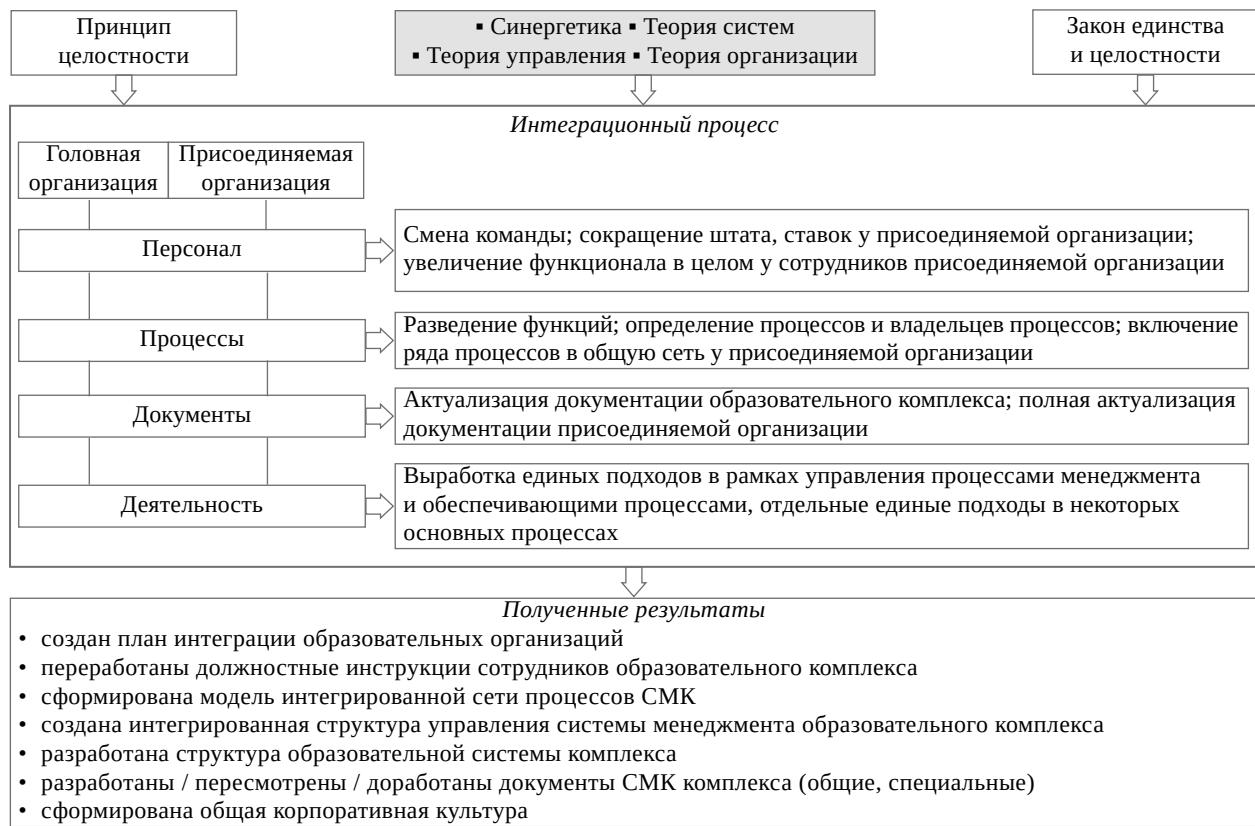 Принцип
целостности
▪ Синергетика ▪ Теория систем
▪ Теория управления ▪ Теория организации
Закон единства
и целостности
Интеграционный процесс
Головная
организация
Присоединяемая
организация
Персонал
Смена команды; сокращение штата, ставок у присоединяемой организации;
увеличение функционала в целом у сотрудников присоединяемой организации
Процессы
Разведение функций; определение процессов и владельцев процессов; включение
ряда процессов в общую сеть у присоединяемой организации
Документы
Актуализация документации образовательного комплекса; полная актуализация
документации присоединяемой организации
Деятельность
Выработка единых подходов в рамках управления процессами менеджмента
и обеспечивающими процессами, отдельные единые подходы в некоторых
основных процессах
Полученные результаты
• создан план интеграции образовательных организаций
• переработаны должностные инструкции сотрудников образовательного комплекса
• сформирована модель интегрированной сети процессов СМК
• создана интегрированная структура управления системы менеджмента образовательного комплекса
• разработана структура образовательной системы комплекса
• разработаны / пересмотрены / доработаны документы СМК комплекса (общие, специальные)
• сформирована общая корпоративная культура